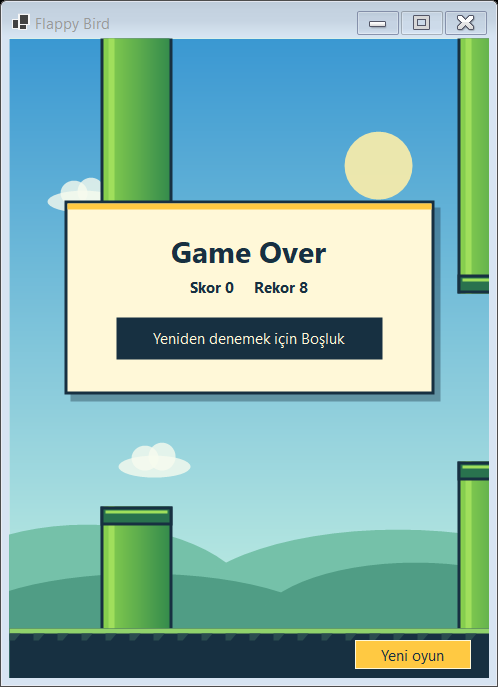 Flappy Bird
Game Over
Skor 0 Rekor 8
Yeniden denemek için Boşluk
Yeni oyun